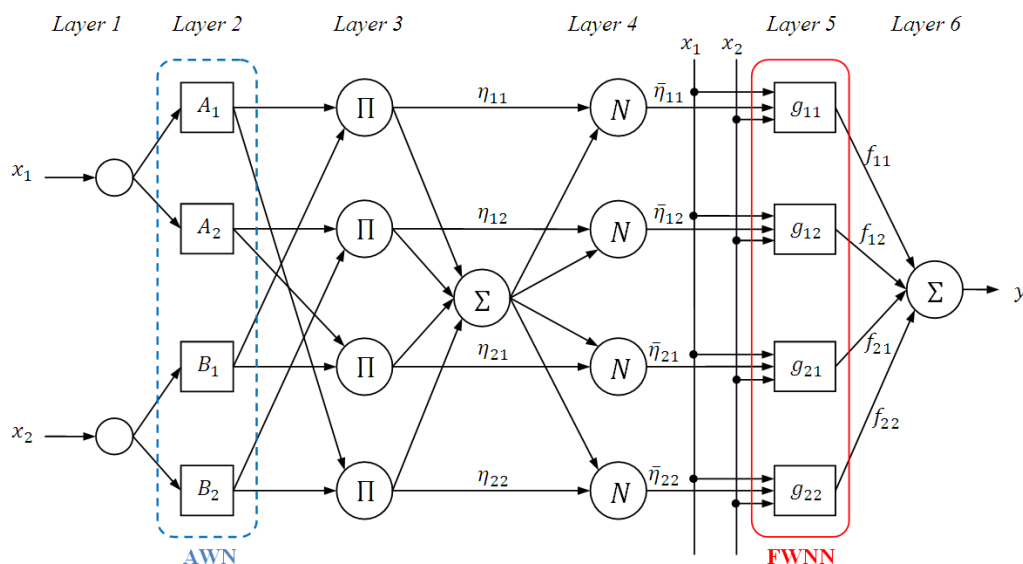 Layer 1 Layer 2 Layer 3 Layer 4 Layer 5 Layer 6
x₁ x₂
A₁ Π η₁₁ N η̄₁₁ g₁₁
f₁₁
x₁
A₂ Π η₁₂ N η̄₁₂ g₁₂ f₁₂
Σ Σ y
B₁ Π η₂₁ N η̄₂₁ g₂₁ f₂₁
x₂ f₂₂
B₂ Π η₂₂ N η̄₂₂ g₂₂
AWN FWNN